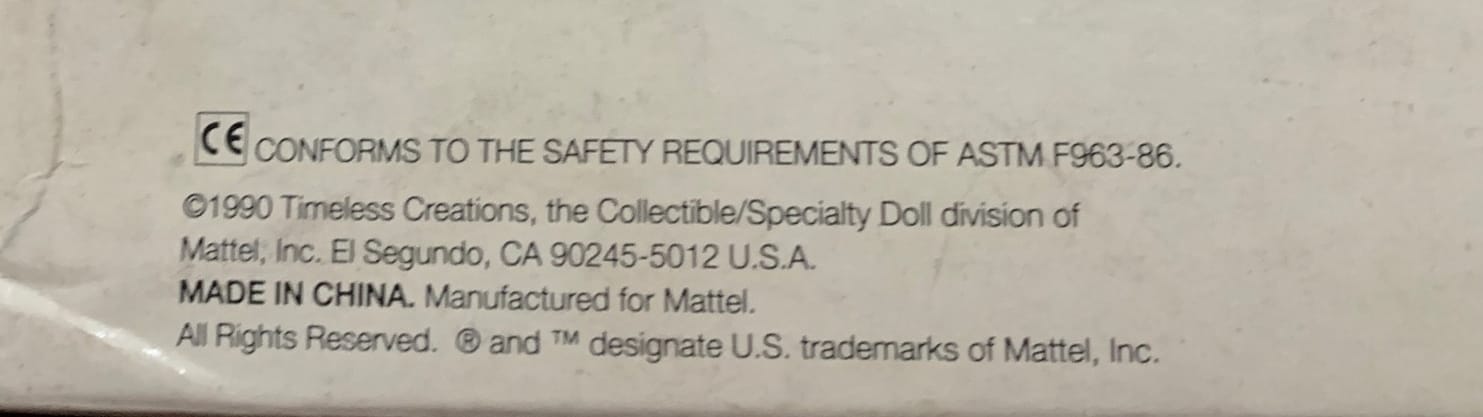 CE CONFORMS TO THE SAFETY REQUIREMENTS OF ASTM F963-86.
©1990 Timeless Creations, the Collectible/Specialty Doll division of
Mattel, Inc. El Segundo, CA 90245-5012 U.S.A.
MADE IN CHINA. Manufactured for Mattel.
All Rights Reserved. ® and ™ designate U.S. trademarks of Mattel, Inc.